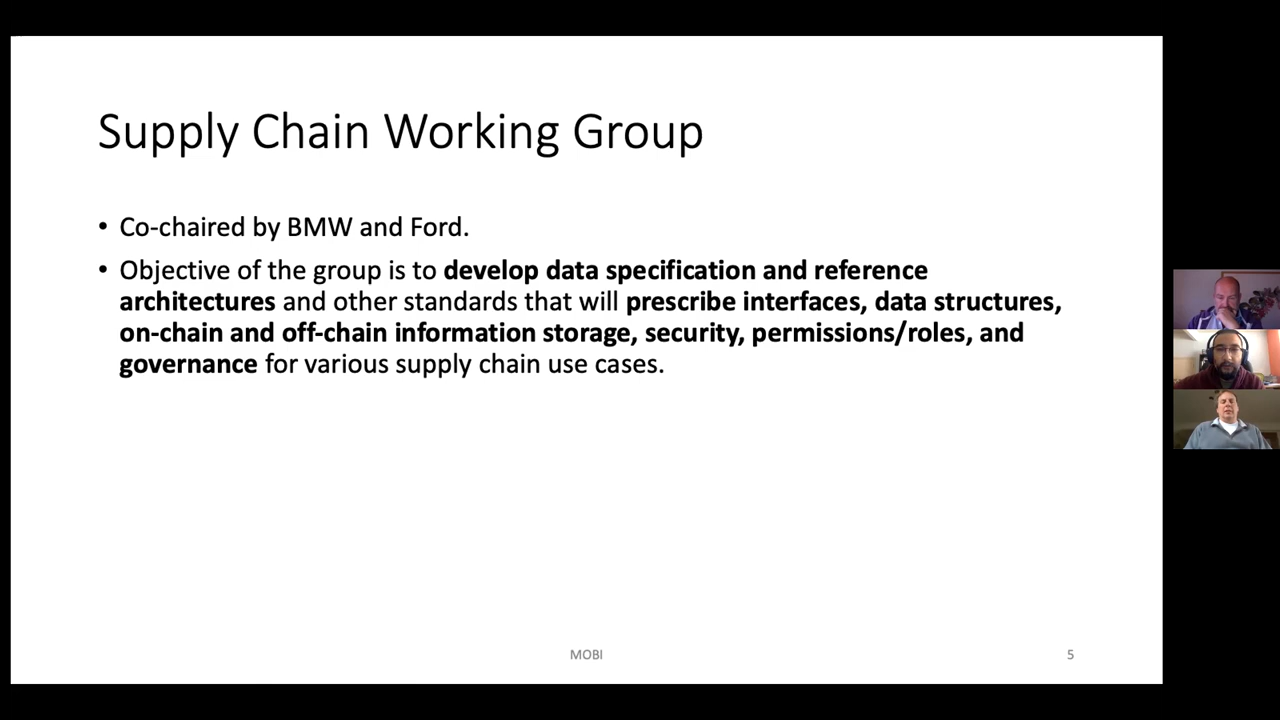 Supply Chain Working Group
• Co-chaired by BMW and Ford.
• Objective of the group is to develop data specification and reference
architectures and other standards that will prescribe interfaces, data structures,
on-chain and off-chain information storage, security, permissions/roles, and
governance for various supply chain use cases.
MOBI
5